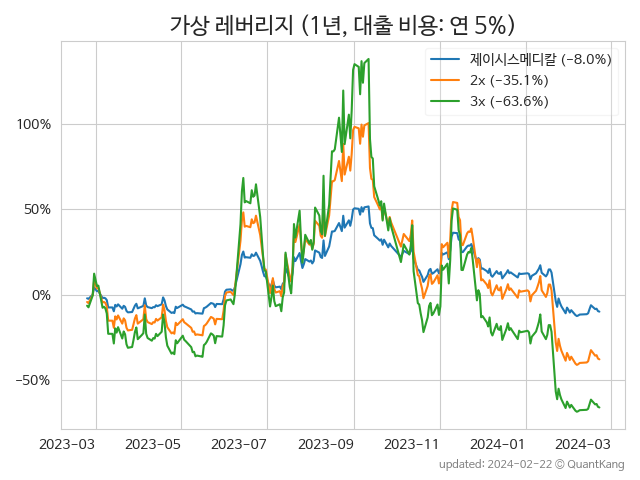 가상 레버리지 (1년, 대출 비용: 연 5%)
제이시스메디칼 (−8.0%)
2x (−35.1%)
3x (−63.6%)
100%
50%
0%
−50%
2023-03 2023-05 2023-07 2023-09 2023-11 2024-01 2024-03
updated: 2024-02-22 © QuantKang